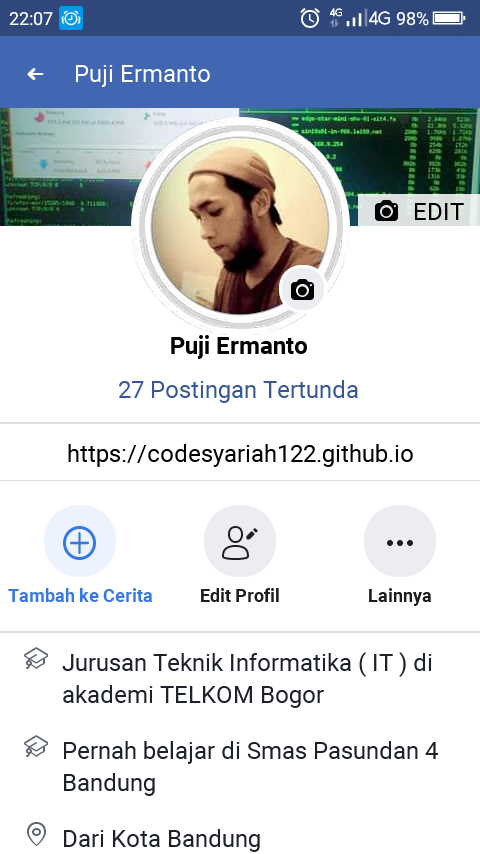 22:07
4G 4G 98%
Puji Ermanto
EDIT
Puji Ermanto
27 Postingan Tertunda
https://codesyariah122.github.io
Tambah ke Cerita
Edit Profil
Lainnya
Jurusan Teknik Informatika ( IT ) di
akademi TELKOM Bogor
Pernah belajar di Smas Pasundan 4
Bandung
Dari Kota Bandung